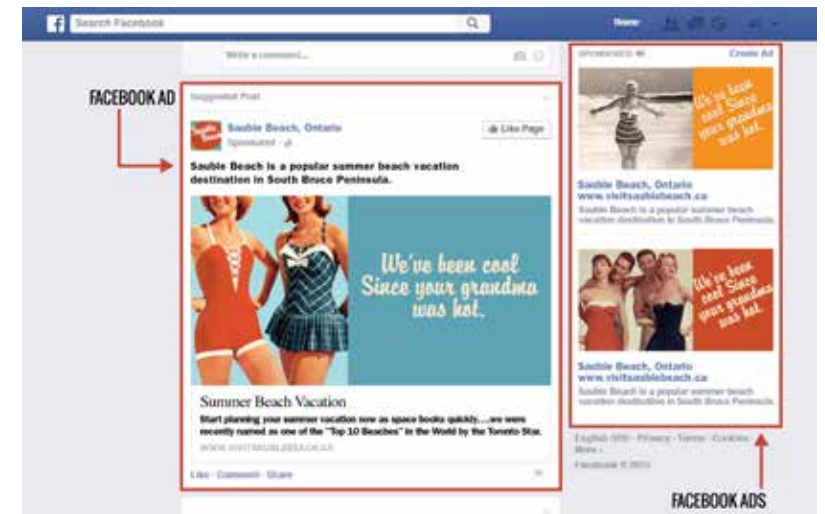 Search Facebook
Home
Write a comment...
FACEBOOK AD
Suggested Post
Sauble Beach, Ontario
Sponsored ·
Like Page
Sauble Beach is a popular summer beach vacation
destination in South Bruce Peninsula.
We've been cool
Since your grandma
was hot.
Summer Beach Vacation
Start planning your summer vacation now as space books quickly....we were
recently named as one of the "Top 10 Beaches" in the World by the Toronto Star.
WWW.VISITSAUBLEBEACH.CA
Like · Comment · Share
SPONSORED
Create Ad
We've been
cool Since
your grandma
was hot.
Sauble Beach, Ontario
www.visitsaublebeach.ca
Sauble Beach is a popular summer beach
vacation destination in South Bruce Peninsula.
We've been
cool Since
your grandma
was hot.
Sauble Beach, Ontario
www.visitsaublebeach.ca
Sauble Beach is a popular summer beach
vacation destination in South Bruce Peninsula.
English (US) · Privacy · Terms · Cookies ·
More
Facebook © 2015
FACEBOOK ADS